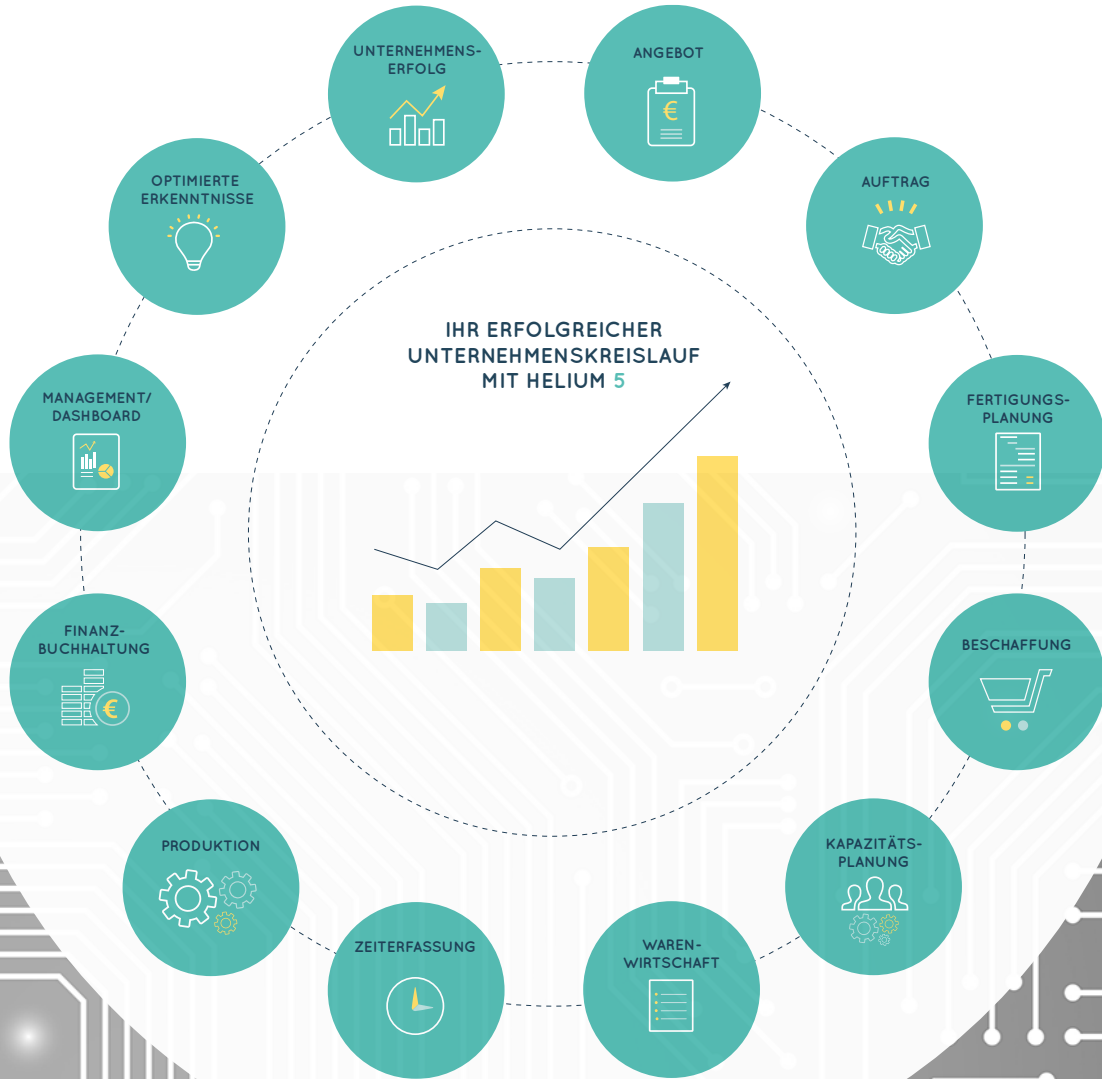 IHR ERFOLGREICHER
UNTERNEHMENSKREISLAUF
MIT HELIUM 5
ANGEBOT
€
AUFTRAG
FERTIGUNGS-
PLANUNG
BESCHAFFUNG
KAPAZITÄTS-
PLANUNG
WAREN-
WIRTSCHAFT
ZEITERFASSUNG
PRODUKTION
FINANZ-
BUCHHALTUNG
€
MANAGEMENT/
DASHBOARD
OPTIMIERTE
ERKENNTNISSE
UNTERNEHMENS-
ERFOLG